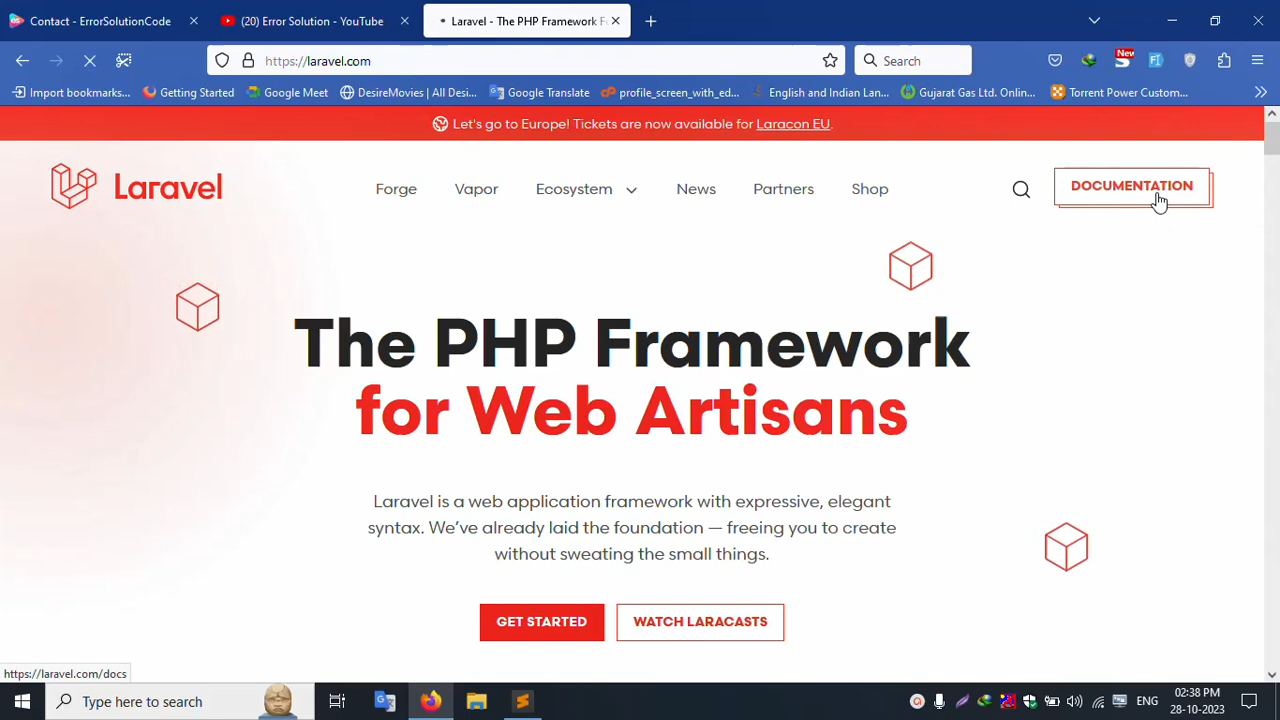 Contact - ErrorSolutionCode
(20) Error Solution - YouTube
Laravel - The PHP Framework F
https://laravel.com
Search
New
Import bookmarks...
Getting Started
Google Meet
DesireMovies | All Desi...
Google Translate
profile_screen_with_ed...
English and Indian Lan...
Gujarat Gas Ltd. Onlin...
Torrent Power Custom...
Let's go to Europe! Tickets are now available for Laracon EU.
Laravel
Forge
Vapor
Ecosystem
News
Partners
Shop
DOCUMENTATION
The PHP Framework
for Web Artisans
Laravel is a web application framework with expressive, elegant
syntax. We’ve already laid the foundation — freeing you to create
without sweating the small things.
GET STARTED
WATCH LARACASTS
https://laravel.com/docs
Type here to search
ENG
02:38 PM
28-10-2023